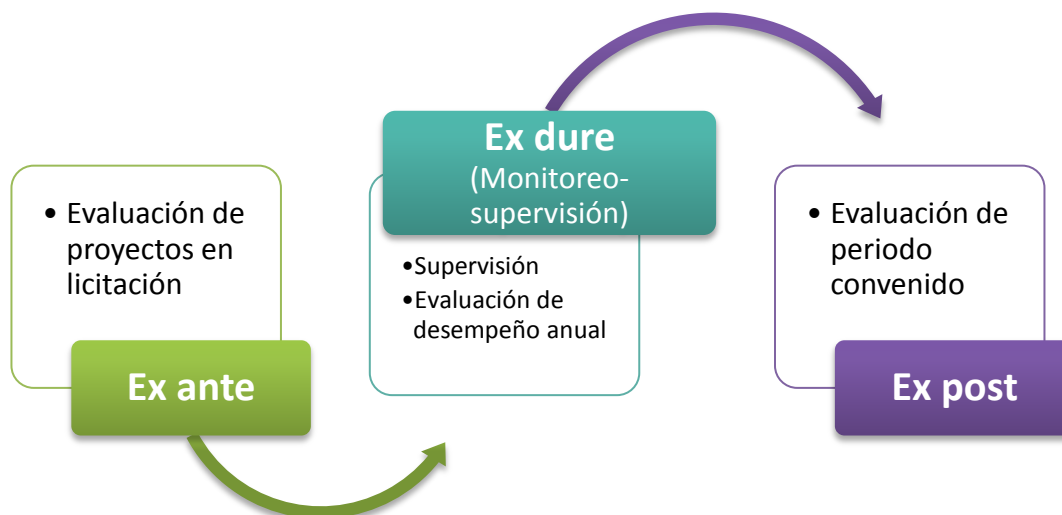 • Evaluación de
proyectos en
licitación
Ex ante
Ex dure
(Monitoreo-
supervisión)
•Supervisión
•Evaluación de
desempeño anual
• Evaluación de
periodo
convenido
Ex post